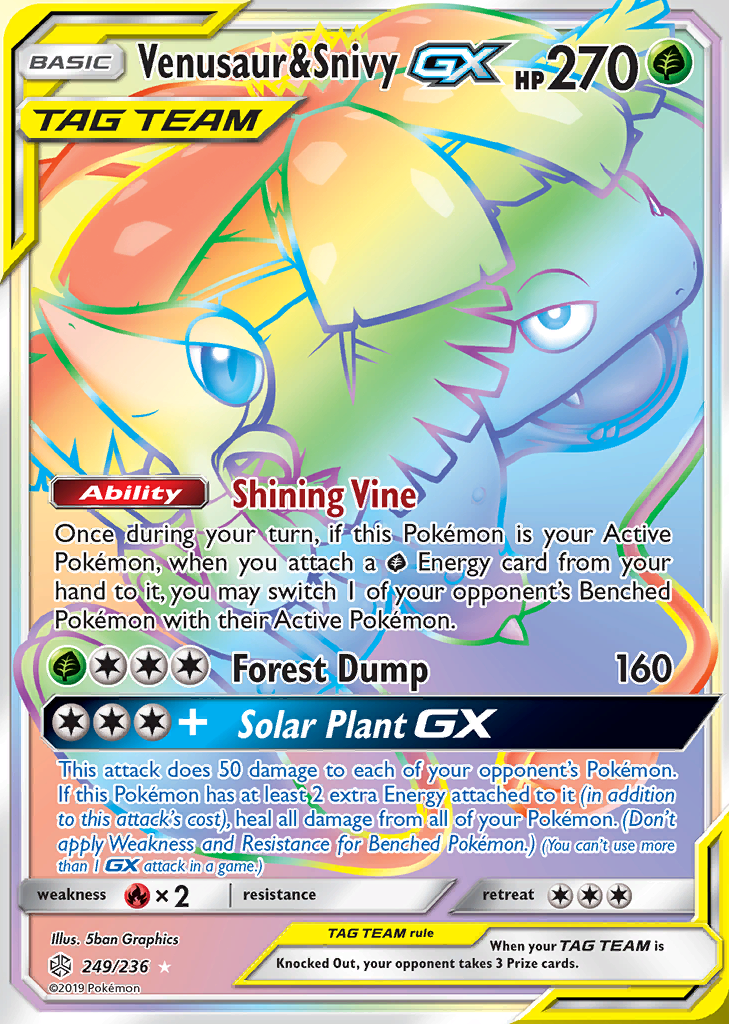 BASIC Venusaur&Snivy GX HP270
TAG TEAM
Ability Shining Vine
Once during your turn, if this Pokémon is your Active
Pokémon, when you attach a Energy card from your
hand to it, you may switch 1 of your opponent's Benched
Pokémon with their Active Pokémon.
Forest Dump 160
+ Solar Plant GX
This attack does 50 damage to each of your opponent's Pokémon.
If this Pokémon has at least 2 extra Energy attached to it (in addition
to this attack's cost), heal all damage from all of your Pokémon. (Don't
apply Weakness and Resistance for Benched Pokémon.) (You can't use more
than 1 GX attack in a game.)
weakness ×2 resistance retreat
Illus. 5ban Graphics
249/236
©2019 Pokémon
TAG TEAM rule
When your TAG TEAM is
Knocked Out, your opponent takes 3 Prize cards.